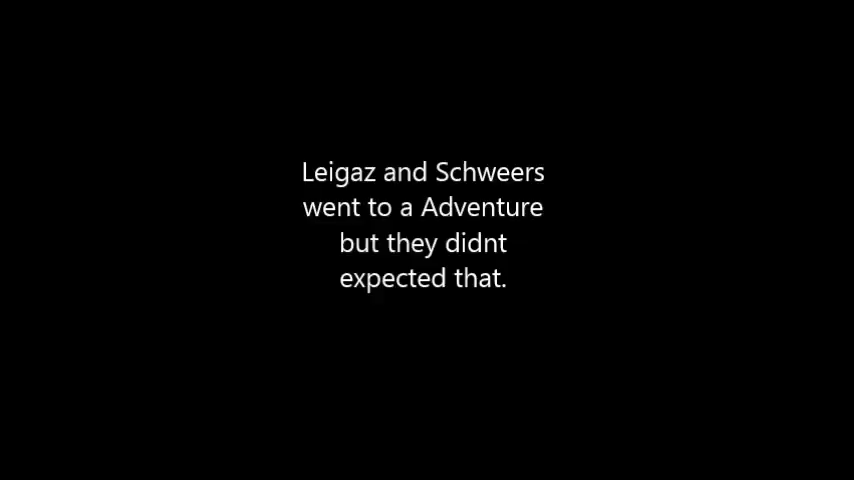 Leigaz and Schweers
went to a Adventure
but they didnt
expected that.